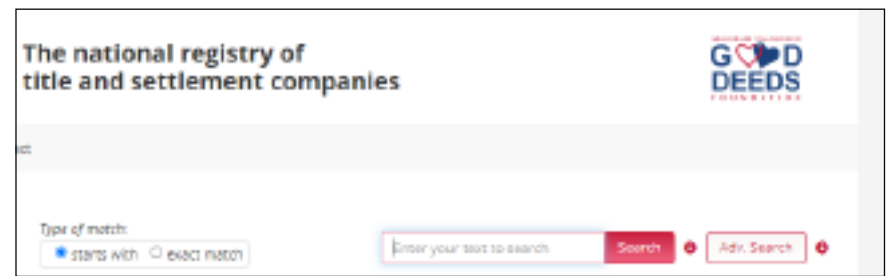 The national registry of
title and settlement companies
G D
DEEDS
FOUNDATION
Type of match:
starts with exact match
Enter your text to search
Search
Adv. Search